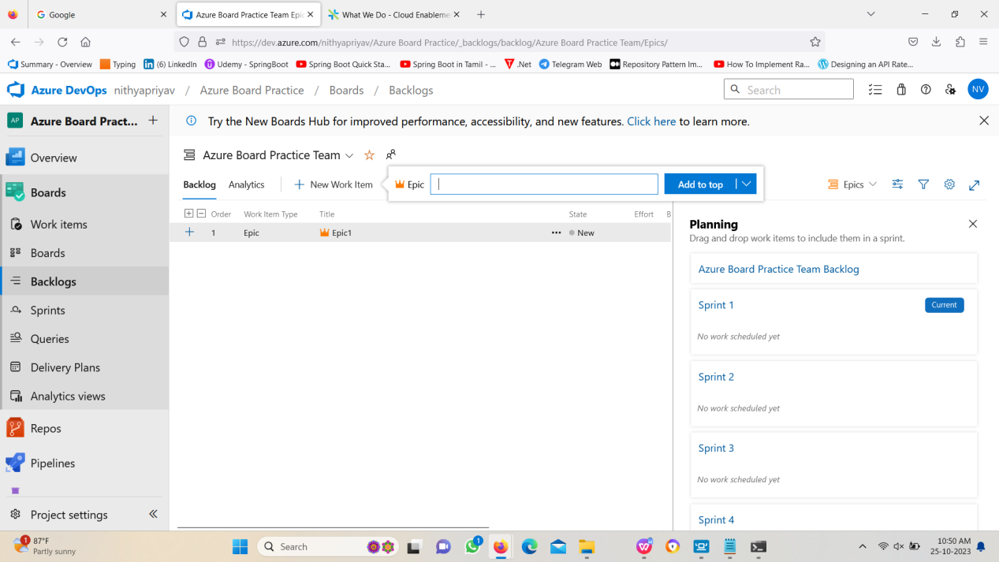 Google
Azure Board Practice Team Epic
What We Do - Cloud Enableme
https://dev.azure.com/nithyapriyav/Azure Board Practice/_backlogs/backlog/Azure Board Practice Team/Epics/
Summary - Overview
Typing
(6) LinkedIn
Udemy - SpringBoot
Spring Boot Quick Sta...
Spring Boot in Tamil - ...
.Net
Telegram Web
Repository Pattern Im...
How To Implement Ra...
Designing an API Rate...
Azure DevOps
nithyapriyav / Azure Board Practice / Boards / Backlogs
Search
NV
AP
Azure Board Pract...
Try the New Boards Hub for improved performance, accessibility, and new features. Click here to learn more.
Overview
Boards
Work items
Boards
Backlogs
Sprints
Queries
Delivery Plans
Analytics views
Repos
Pipelines
Project settings
Azure Board Practice Team
Backlog
Analytics
New Work Item
Epic
Add to top
Epics
Order
Work Item Type
Title
State
Effort
B
1
Epic
Epic1
New
Planning
Drag and drop work items to include them in a sprint.
Azure Board Practice Team Backlog
Sprint 1
Current
No work scheduled yet
Sprint 2
No work scheduled yet
Sprint 3
No work scheduled yet
Sprint 4
1
87°F
Partly sunny
Search
1
10:50 AM
25-10-2023